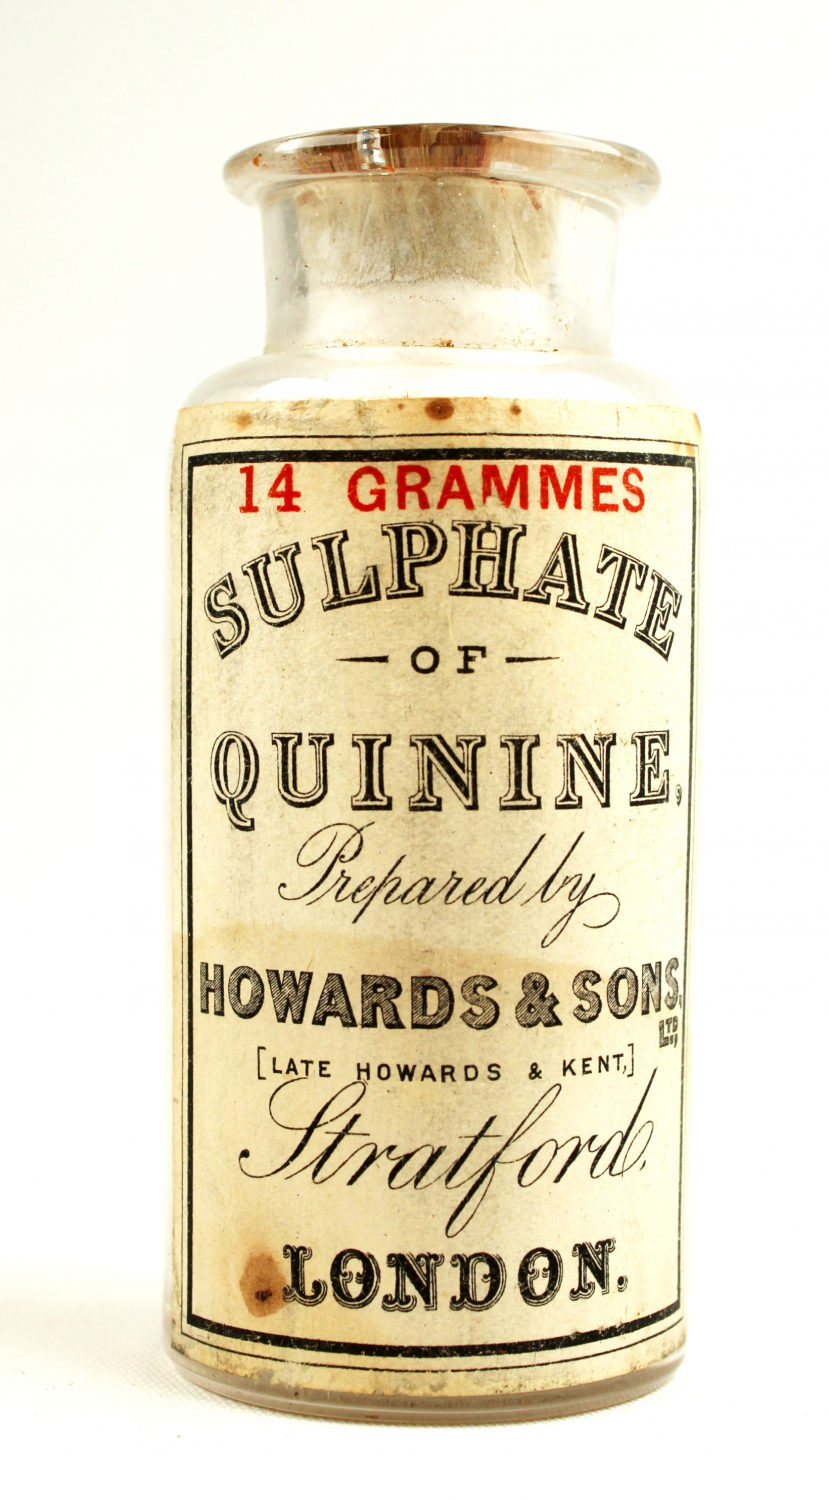 14 GRAMMES
SULPHATE
OF
QUININE,
Prepared by
HOWARDS & SONS,
LTD.,
[LATE HOWARDS & KENT,]
Stratford.
LONDON.